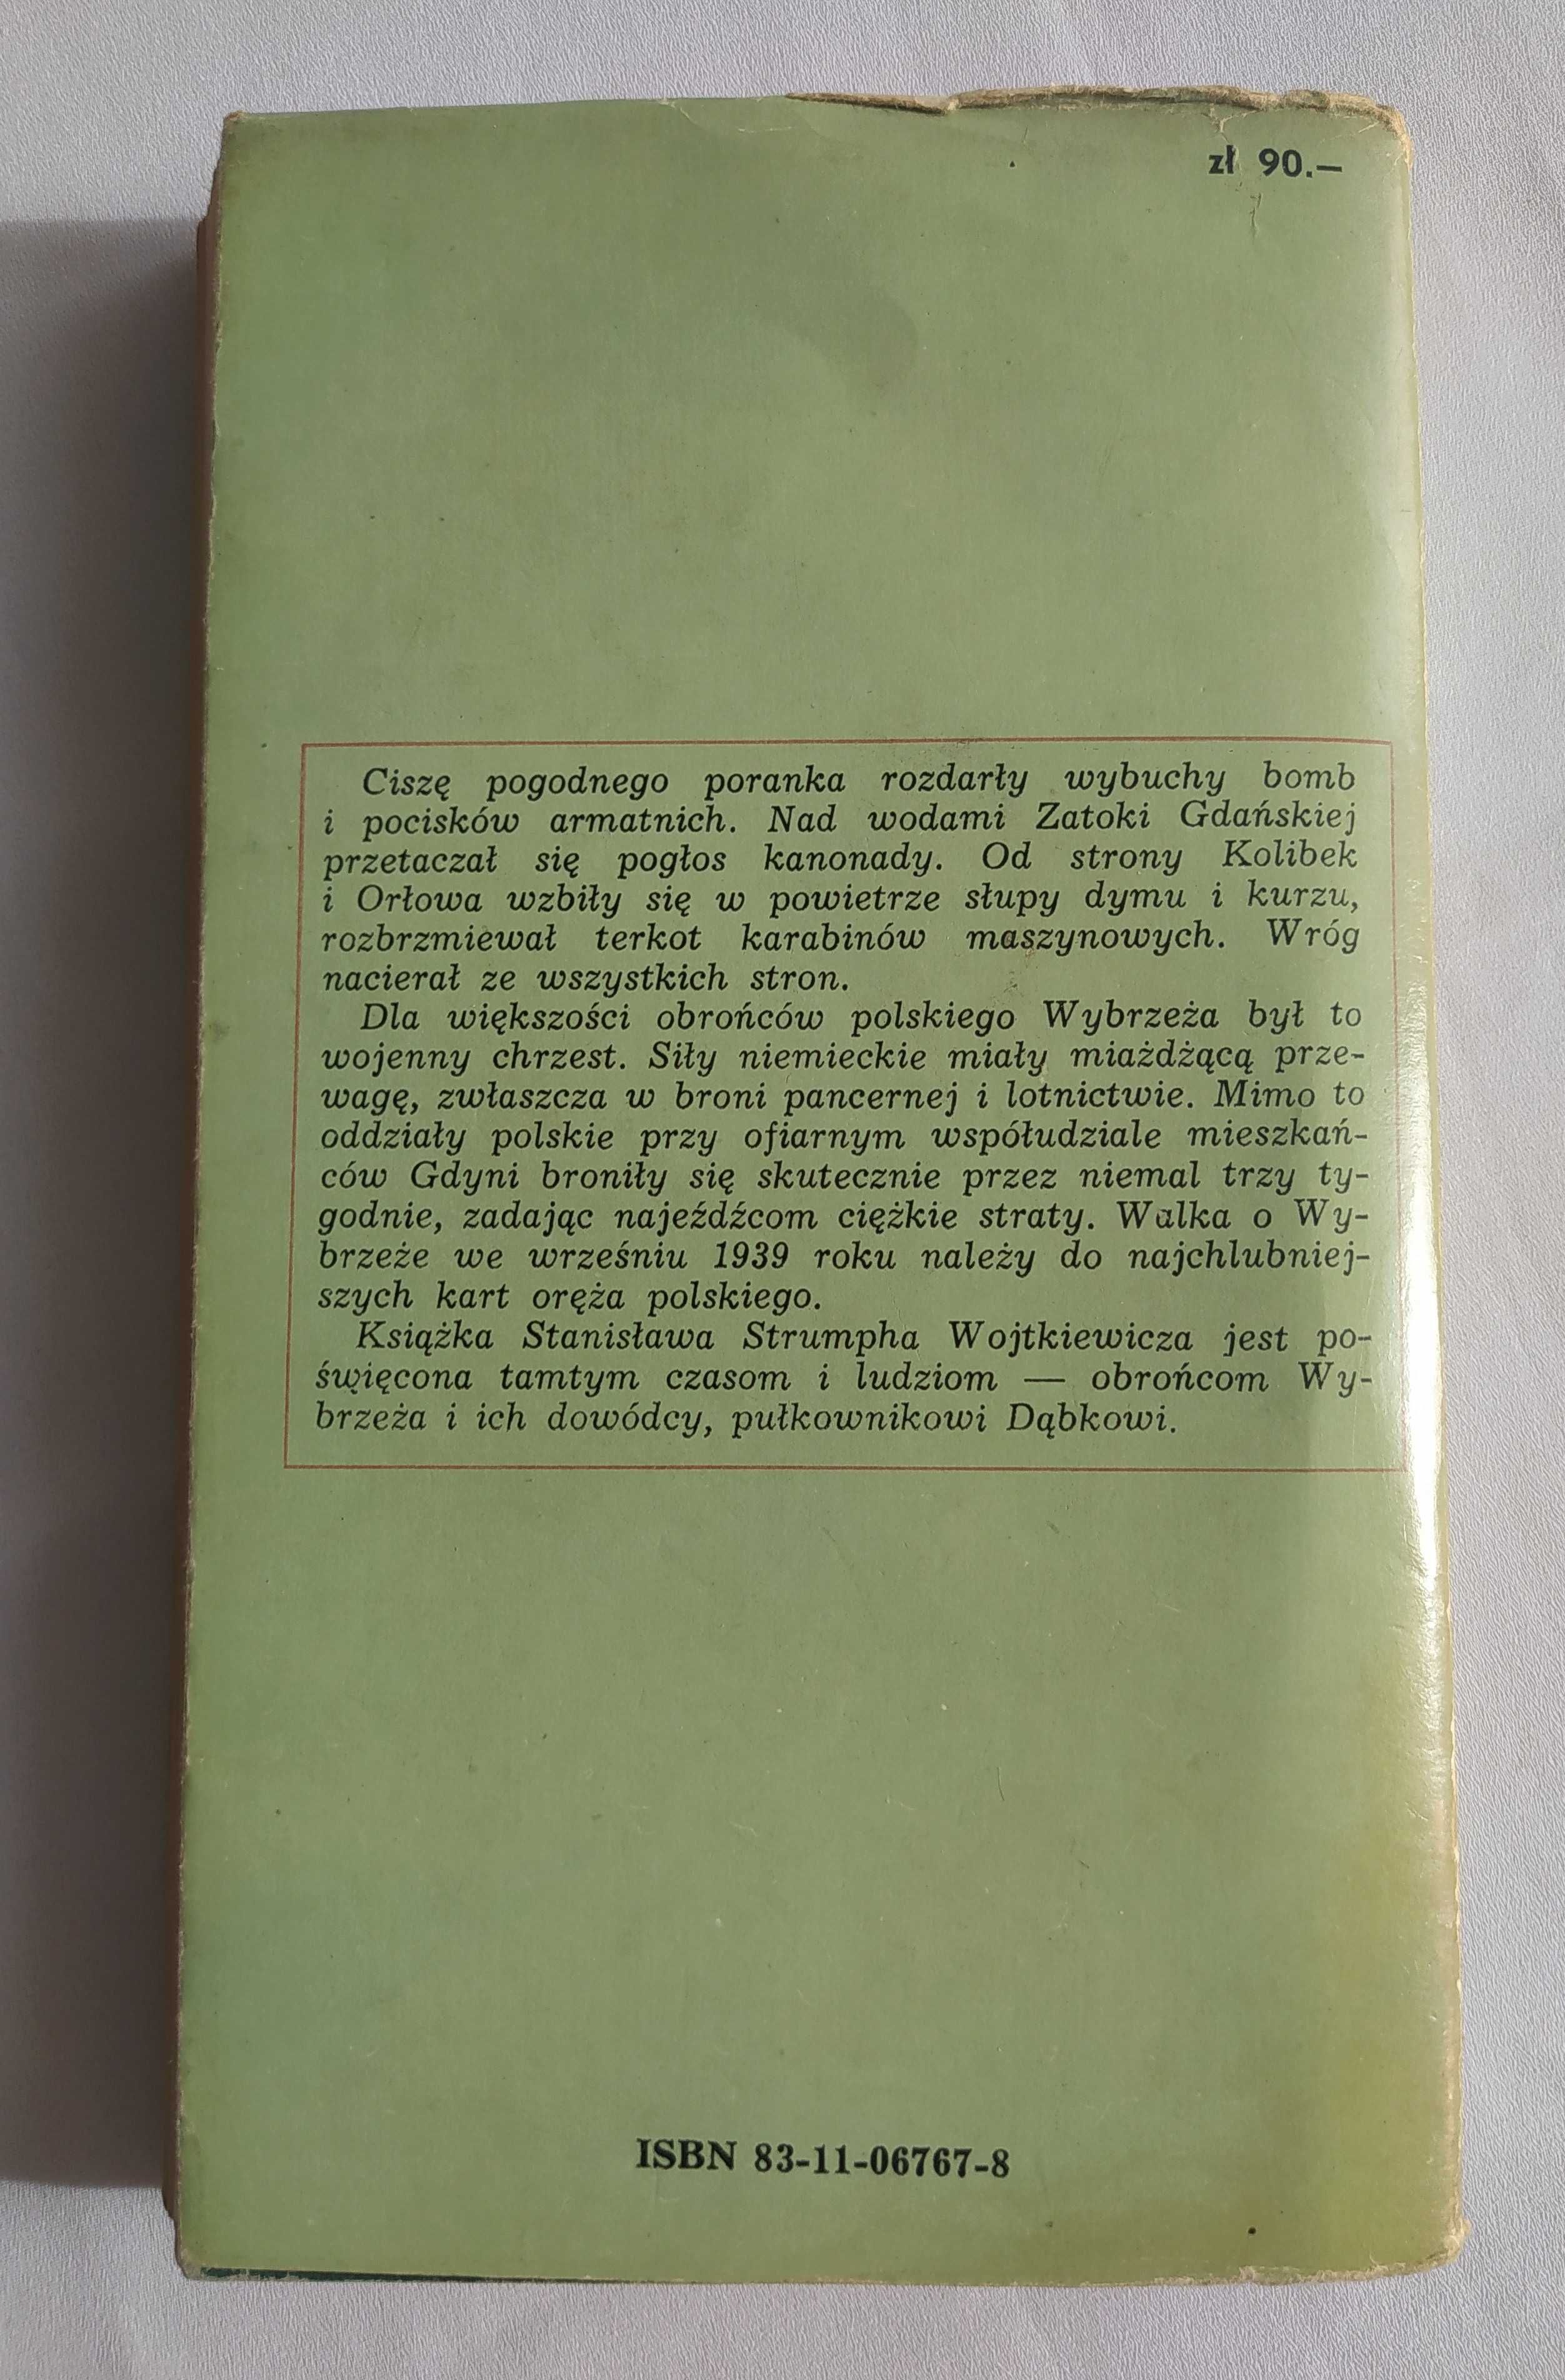 zł 90.—
Ciszę pogodnego poranka rozdarły wybuchy bomb
i pocisków armatnich. Nad wodami Zatoki Gdańskiej
przetaczał się pogłos kanonady. Od strony Kolibek
i Orłowa wzbiły się w powietrze słupy dymu i kurzu,
rozbrzmiewał terkot karabinów maszynowych. Wróg
nacierał ze wszystkich stron.
Dla większości obrońców polskiego Wybrzeża był to
wojenny chrzest. Siły niemieckie miały miażdżącą prze-
wagę, zwłaszcza w broni pancernej i lotnictwie. Mimo to
oddziały polskie przy ofiarnym współudziale mieszkań-
ców Gdyni broniły się skutecznie przez niemal trzy ty-
godnie, zadając najeźdźcom ciężkie straty. Walka o Wy-
brzeże we wrześniu 1939 roku należy do najchlubniej-
szych kart oręża polskiego.
Książka Stanisława Strumpha Wojtkiewicza jest po-
święcona tamtym czasom i ludziom — obrońcom Wy-
brzeża i ich dowódcy, pułkownikowi Dąbkowi.
ISBN 83-11-06767-8